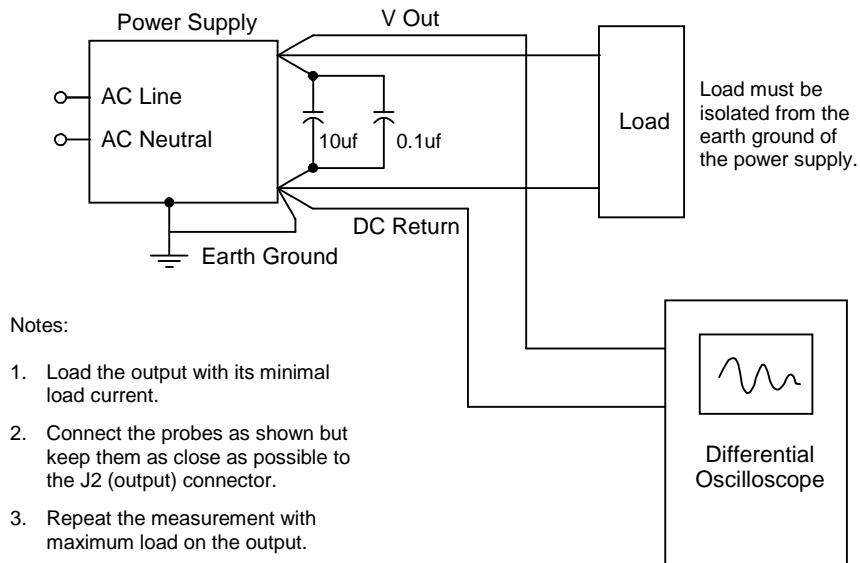 Power Supply
V Out
AC Line
AC Neutral
10uf
0.1uf
Load
Load must be
isolated from the
earth ground of
the power supply.
DC Return
Earth Ground
Notes:
1. Load the output with its minimal
load current.
2. Connect the probes as shown but
keep them as close as possible to
the J2 (output) connector.
3. Repeat the measurement with
maximum load on the output.
Differential
Oscilloscope